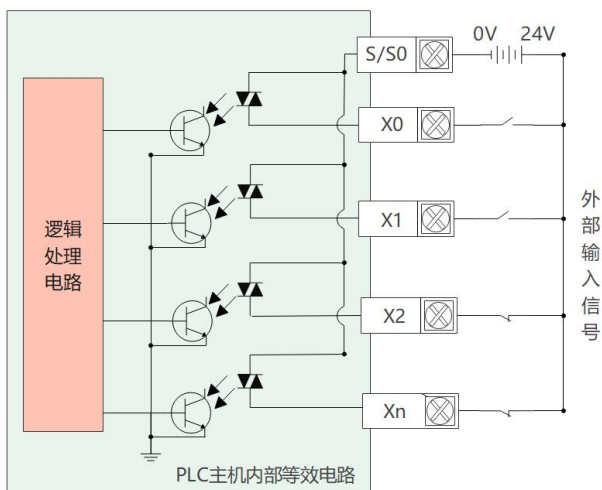 0V 24V
S/S0
X0
X1
X2
Xn
逻辑
处理
电路
外
部
输
入
信
号
PLC主机内部等效电路